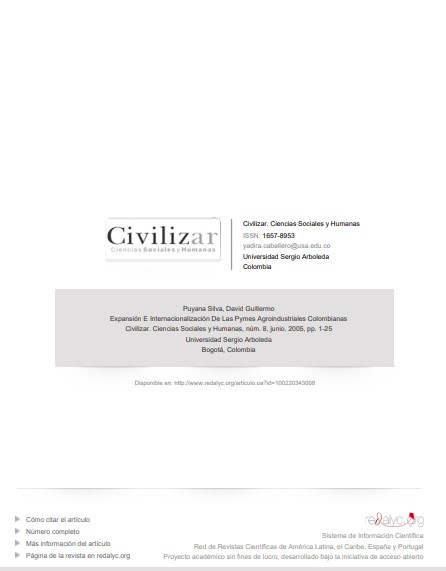 Civilizar
Ciencias Sociales y Humanas
Civilizar. Ciencias Sociales y Humanas
ISSN: 1657-8953
yadira.caballero@usa.edu.co
Universidad Sergio Arboleda
Colombia
Puyana Silva, David Guillermo
Expansión E Internacionalización De Las Pymes Agroindustriales Colombianas
Civilizar. Ciencias Sociales y Humanas, núm. 8, junio, 2005, pp. 1-25
Universidad Sergio Arboleda
Bogotá, Colombia
Disponible en: http://www.redalyc.org/articulo.oa?id=100220343008
Cómo citar el artículo
Número completo
Más información del artículo
Página de la revista en redalyc.org
redalyc.org
Sistema de Información Científica
Red de Revistas Científicas de América Latina, el Caribe, España y Portugal
Proyecto académico sin fines de lucro, desarrollado bajo la iniciativa de acceso abierto